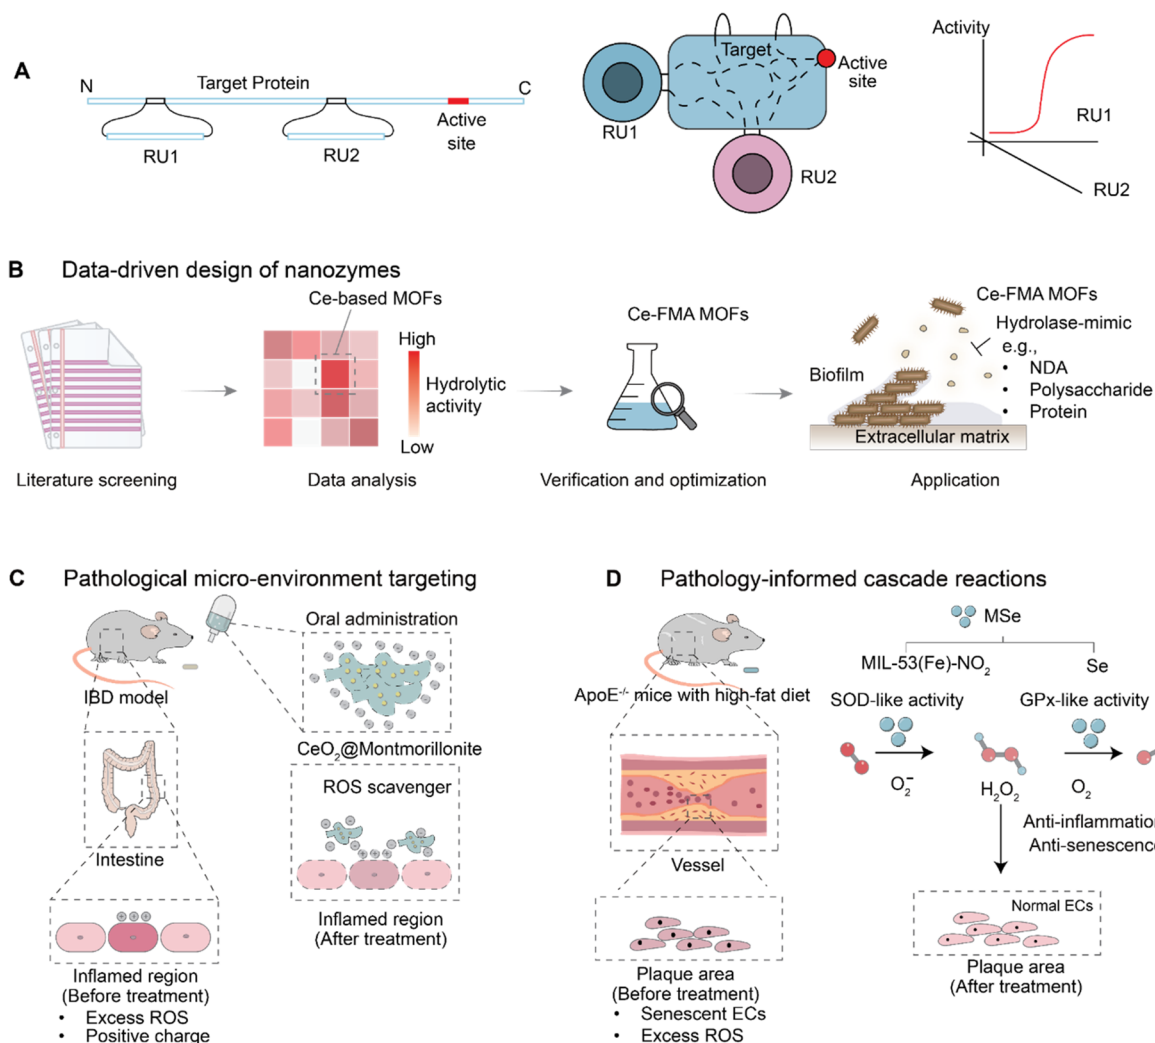 A
N
Target Protein
C
RU1
RU2
Active
site
Target
Active
site
RU1
RU2
Activity
RU1
RU2
B Data-driven design of nanozymes
Ce-based MOFs
High
Hydrolytic
activity
Low
Ce-FMA MOFs
Ce-FMA MOFs
Hydrolase-mimic
e.g.,
• NDA
• Polysaccharide
• Protein
Biofilm
Extracellular matrix
Literature screening
Data analysis
Verification and optimization
Application
C Pathological micro-environment targeting
Oral administration
IBD model
CeO2@Montmorillonite
ROS scavenger
Intestine
Inflamed region
(After treatment)
Inflamed region
(Before treatment)
• Excess ROS
• Positive charge
D Pathology-informed cascade reactions
MSe
MIL-53(Fe)-NO2
Se
ApoE-/- mice with high-fat diet
SOD-like activity
GPx-like activity
O2-
H2O2
O2
Anti-inflammation
Anti-senescence
Vessel
Normal ECs
Plaque area
(After treatment)
Plaque area
(Before treatment)
• Senescent ECs
• Excess ROS